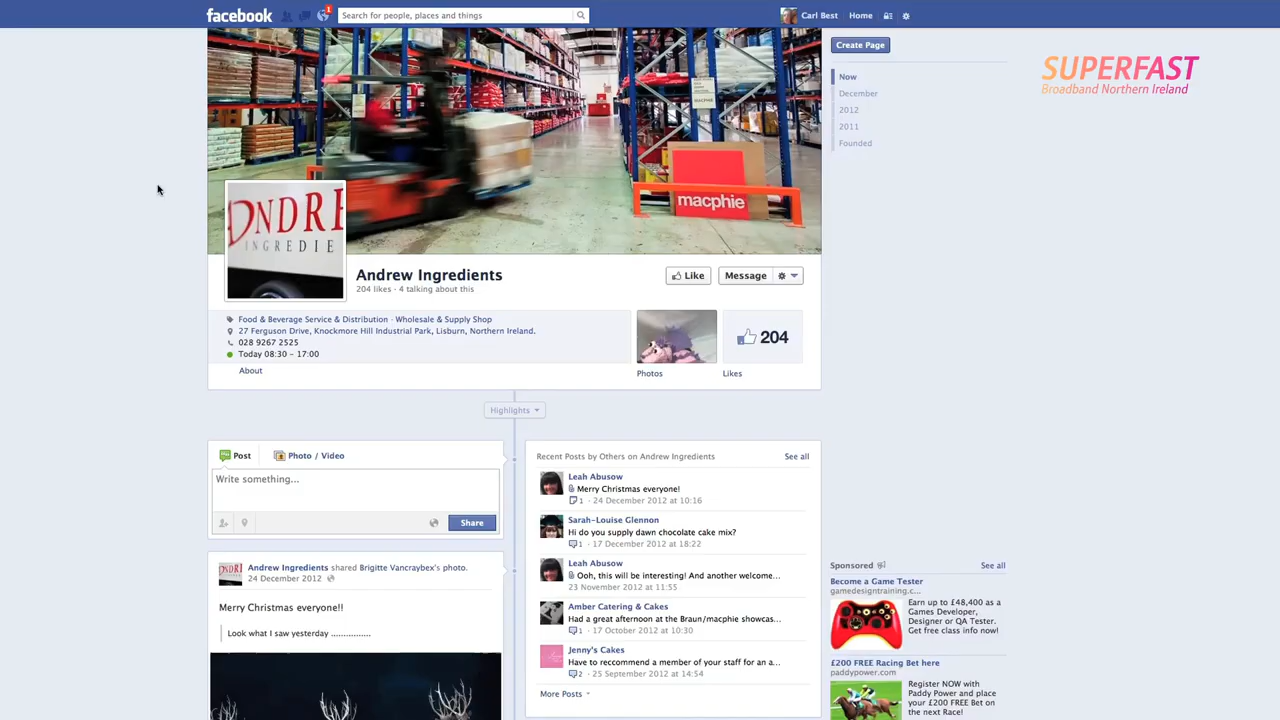 facebook
1
Search for people, places and things
Carl Best
Home
Create Page
SUPERFAST
Broadband Northern Ireland
Now
December
2012
2011
Founded
MACPHIE
macphie
ANDRE
INGREDIE
Andrew Ingredients
204 likes · 4 talking about this
Like
Message
Food & Beverage Service & Distribution · Wholesale & Supply Shop
27 Ferguson Drive, Knockmore Hill Industrial Park, Lisburn, Northern Ireland.
028 9267 2525
Today 08:30 – 17:00
About
204
Photos
Likes
Highlights
Post
Photo / Video
Write something...
Share
Andrew Ingredients shared Brigitte Vancraybex's photo.
24 December 2012
Merry Christmas everyone!!
Look what I saw yesterday ................
Recent Posts by Others on Andrew Ingredients
See all
Leah Abusow
Merry Christmas everyone!
1 · 24 December 2012 at 10:16
Sarah-Louise Glennon
Hi do you supply dawn chocolate cake mix?
1 · 17 December 2012 at 18:22
Leah Abusow
Ooh, this will be interesting! And another welcome...
23 November 2012 at 11:55
Amber Catering & Cakes
Had a great afternoon at the Braun/macphie showcas...
1 · 17 October 2012 at 10:30
Jenny's Cakes
Have to reccommend a member of your staff for an a...
2 · 25 September 2012 at 14:54
More Posts
Sponsored
See all
Become a Game Tester
gamedesigntraining.c...
Earn up to £48,400 as a
Games Developer,
Designer or QA Tester.
Get free class info now!
£200 FREE Racing Bet here
paddypower.com
Register NOW with
Paddy Power and place
your £200 FREE Bet on
the next Race!